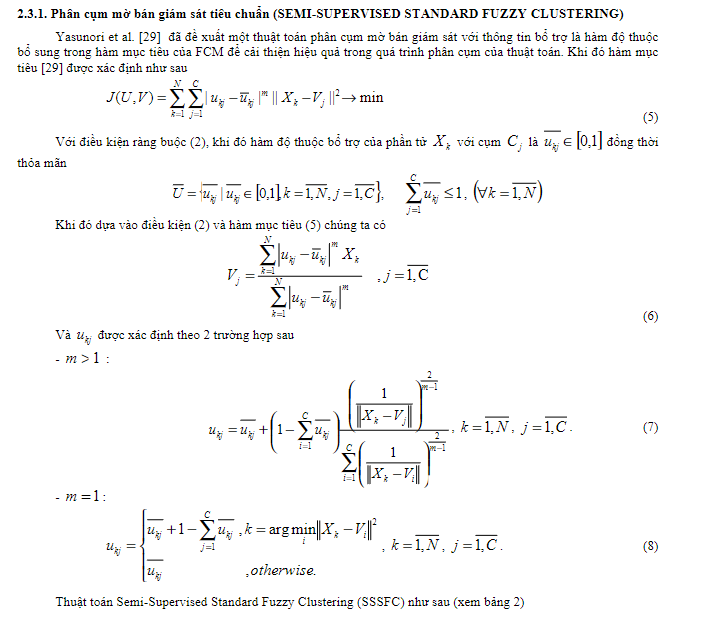 2.3.1. Phân cụm mờ bán giám sát tiêu chuẩn (SEMI-SUPERVISED STANDARD FUZZY CLUSTERING)
Yasunori et al. [29] đã đề xuất một thuật toán phân cụm mờ bán giám sát với thông tin bổ trợ là hàm độ thuộc
bổ sung trong hàm mục tiêu của FCM để cải thiện hiệu quả trong quá trình phân cụm của thuật toán. Khi đó hàm mục
tiêu [29] được xác định như sau
$J(U,V)=\sum_{k=1}^{N}\sum_{j=1}^{C}|u_{kj}-\overline{u}_{kj}|^{m}\|X_k-V_j\|^{2}\rightarrow \min$
(5)
Với điều kiện ràng buộc (2), khi đó hàm độ thuộc bổ trợ của phần tử $X_k$ với cụm $C_j$ là $\overline{u_{kj}}\in[0,1]$ đồng thời
thỏa mãn
$\overline{U}=\{\overline{u_{kj}}\,|\,\overline{u_{kj}}\in[0,1], k=\overline{1,N}, j=\overline{1,C}\},\quad \sum_{j=1}^{C}\overline{u_{kj}}\le 1,\ (\forall k=\overline{1,N})$
Khi đó dựa vào điều kiện (2) và hàm mục tiêu (5) chúng ta có
$V_j=\frac{\sum_{k=1}^{N}|u_{kj}-\overline{u}_{kj}|^{m}X_k}{\sum_{k=1}^{N}|u_{kj}-\overline{u}_{kj}|^{m}}\ ,\ j=\overline{1,C}$
(6)
Và $u_{kj}$ được xác định theo 2 trường hợp sau
- $m>1$ :
$u_{kj}=\overline{u_{kj}}+\left(1-\sum_{i=1}^{C}\overline{u_{kj}}\right)\frac{\left(\frac{1}{\|X_k-V_j\|}\right)^{\frac{2}{m-1}}}{\sum_{i=1}^{C}\left(\frac{1}{\|X_k-V_i\|}\right)^{\frac{2}{m-1}}},\ k=\overline{1,N},\ j=\overline{1,C}.$ (7)
- $m=1$:
$u_{kj}=\begin{cases}\overline{u_{kj}}+1-\sum_{j=1}^{C}\overline{u_{kj}}&,k=\arg\min_{i}\|X_k-V_i\|^{2}\\ \overline{u_{kj}}&,otherwise.\end{cases},\ k=\overline{1,N},\ j=\overline{1,C}.$ (8)
Thuật toán Semi-Supervised Standard Fuzzy Clustering (SSSFC) như sau (xem bảng 2)